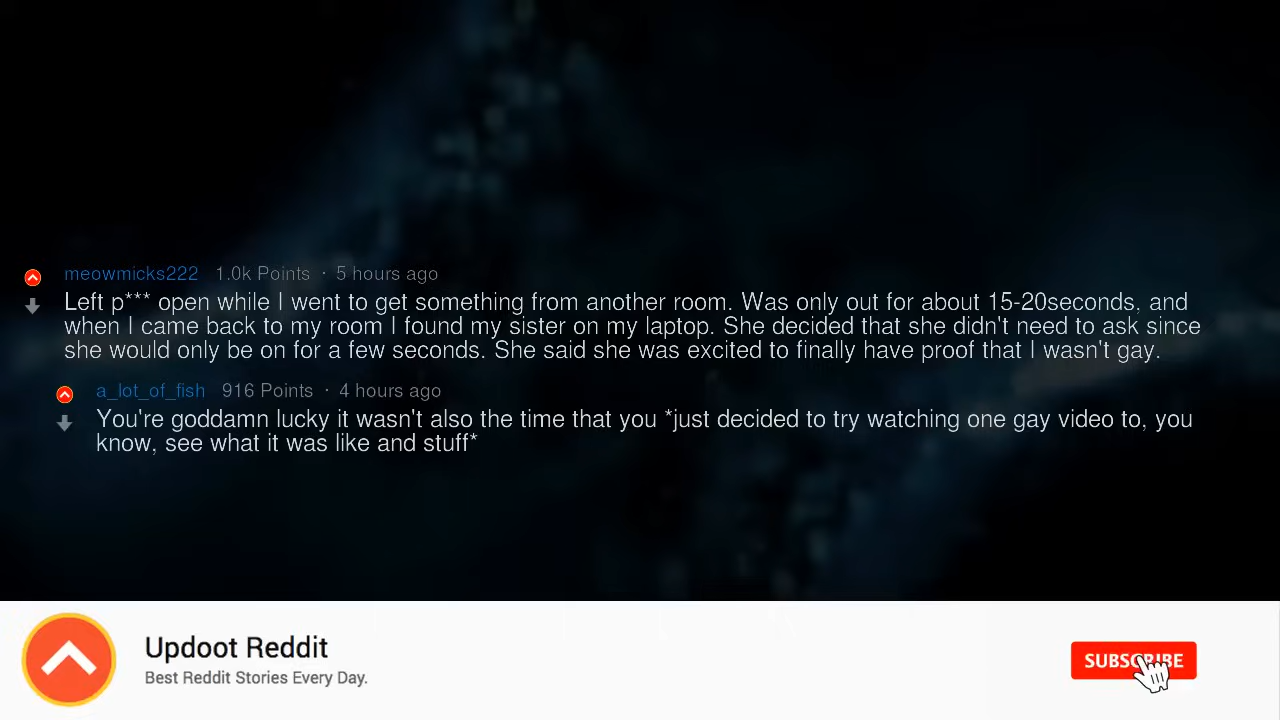 meowmicks222 1.0k Points · 5 hours ago
Left p*** open while I went to get something from another room. Was only out for about 15-20seconds, and
when I came back to my room I found my sister on my laptop. She decided that she didn't need to ask since
she would only be on for a few seconds. She said she was excited to finally have proof that I wasn't gay.
a_lot_of_fish 916 Points · 4 hours ago
You're goddamn lucky it wasn't also the time that you *just decided to try watching one gay video to, you
know, see what it was like and stuff*
Updoot Reddit
Best Reddit Stories Every Day.
SUBSCRIBE